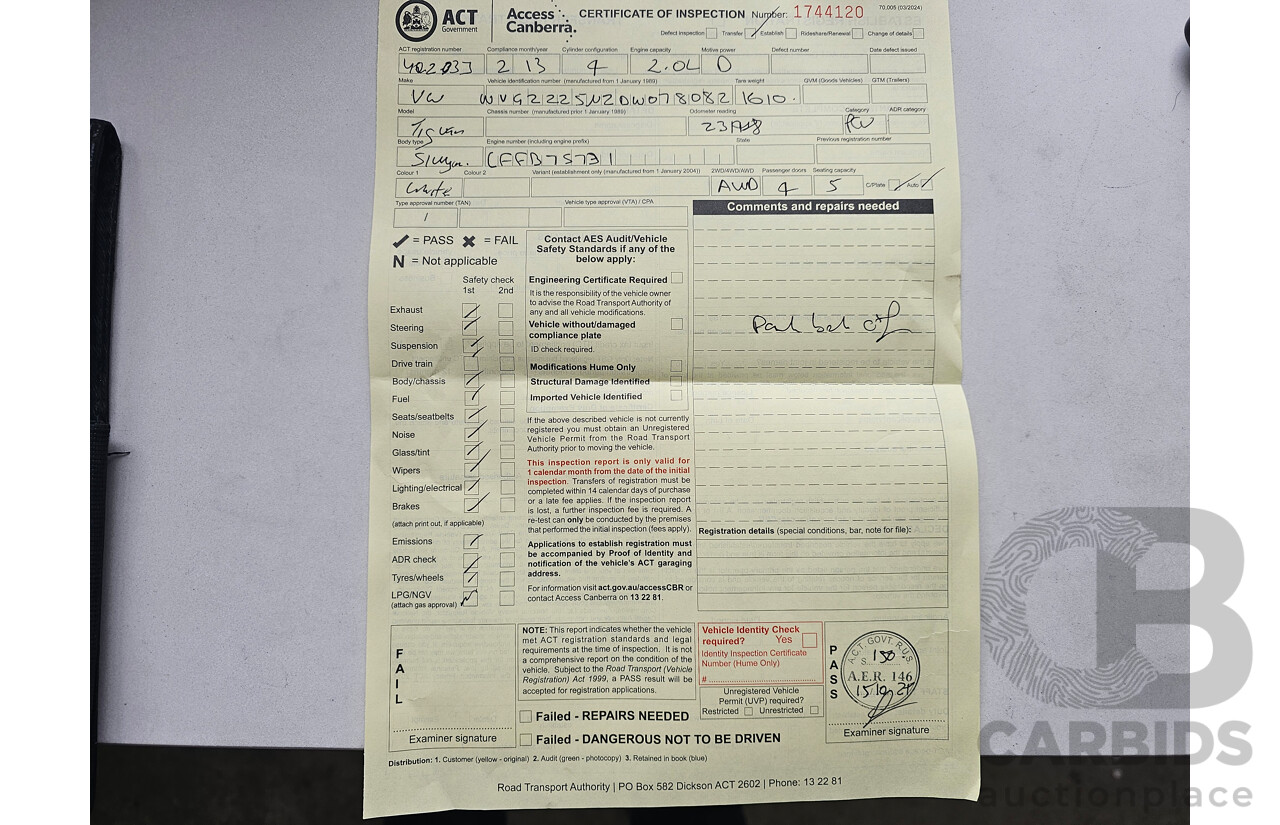 70.005 (03/2024)
ACT Government
Access Canberra.
CERTIFICATE OF INSPECTION Number: 1744120
Defect inspection Transfer Establish Rideshare/Renewal Change of details
ACT registration number Compliance month/year Cylinder configuration Engine capacity Motive power Defect number Date defect issued
2 13 4 2.0L D
Make Vehicle identification number (manufactured from 1 January 1989) Tare weight GVM (Goods Vehicles) GTM (Trailers)
VW WVGZZZ5NZDW078082 1610.
Model Chassis number (manufactured prior 1 January 1989) Odometer reading Category ADR category
Tiguan
Body type Engine number (including engine prefix) State Previous registration number
CFFB75731
Colour 1 Colour 2 Variant (establishment only (manufactured from 1 January 2004)) 2WD/4WD/AWD Passenger doors Seating capacity
White AWD 4 5 C/Plate Auto
Type approval number (TAN) Vehicle type approval (VTA) / CPA
Comments and repairs needed
= PASS = FAIL
N = Not applicable
Safety check
1st 2nd
Exhaust
Steering
Suspension
Drive train
Body/chassis
Fuel
Seats/seatbelts
Noise
Glass/tint
Wipers
Lighting/electrical
Brakes
(attach print out, if applicable)
Emissions
ADR check
Tyres/wheels
LPG/NGV
(attach gas approval)
Contact AES Audit/Vehicle
Safety Standards if any of the
below apply:
Engineering Certificate Required
It is the responsibility of the vehicle owner
to advise the Road Transport Authority of
any and all vehicle modifications.
Vehicle without/damaged
compliance plate
ID check required.
Modifications Hume Only
Structural Damage Identified
Imported Vehicle Identified
If the above described vehicle is not currently
registered you must obtain an Unregistered
Vehicle Permit from the Road Transport
Authority prior to moving the vehicle.
This inspection report is only valid for
1 calendar month from the date of the initial
inspection. Transfers of registration must be
completed within 14 calendar days of purchase
or a late fee applies. If the inspection report
is lost, a further inspection fee is required. A
re-test can only be conducted by the premises
that performed the initial inspection (fees apply).
Applications to establish registration must
be accompanied by Proof of Identity and
notification of the vehicle's ACT garaging
address.
For information visit act.gov.au/accessCBR or
contact Access Canberra on 13 22 81.
Registration details (special conditions, bar, note for file):
FAIL
Examiner signature
NOTE: This report indicates whether the vehicle
met ACT registration standards and legal
requirements at the time of inspection. It is not
a comprehensive report on the condition of the
vehicle. Subject to the Road Transport (Vehicle
Registration) Act 1999, a PASS result will be
accepted for registration applications.
Failed - REPAIRS NEEDED
Failed - DANGEROUS NOT TO BE DRIVEN
Vehicle Identity Check
required? Yes
Identity Inspection Certificate
Number (Hume Only)
#
Unregistered Vehicle
Permit (UVP) required?
Restricted Unrestricted
PASS
A.C.T. GOVT. R.U.S.
S
A.E.R. 146
Examiner signature
Distribution: 1. Customer (yellow - original) 2. Audit (green - photocopy) 3. Retained in book (blue)
Road Transport Authority | PO Box 582 Dickson ACT 2602 | Phone: 13 22 81
CARBIDS
auctionplace